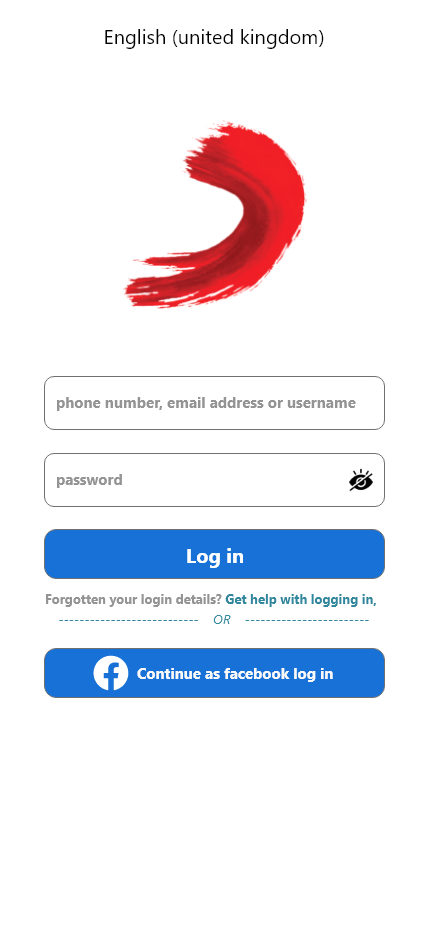 English (united kingdom)
phone number, email address or username
password
Log in
Forgotten your login details? Get help with logging in,
--------------------------- OR ------------------------
Continue as facebook log in